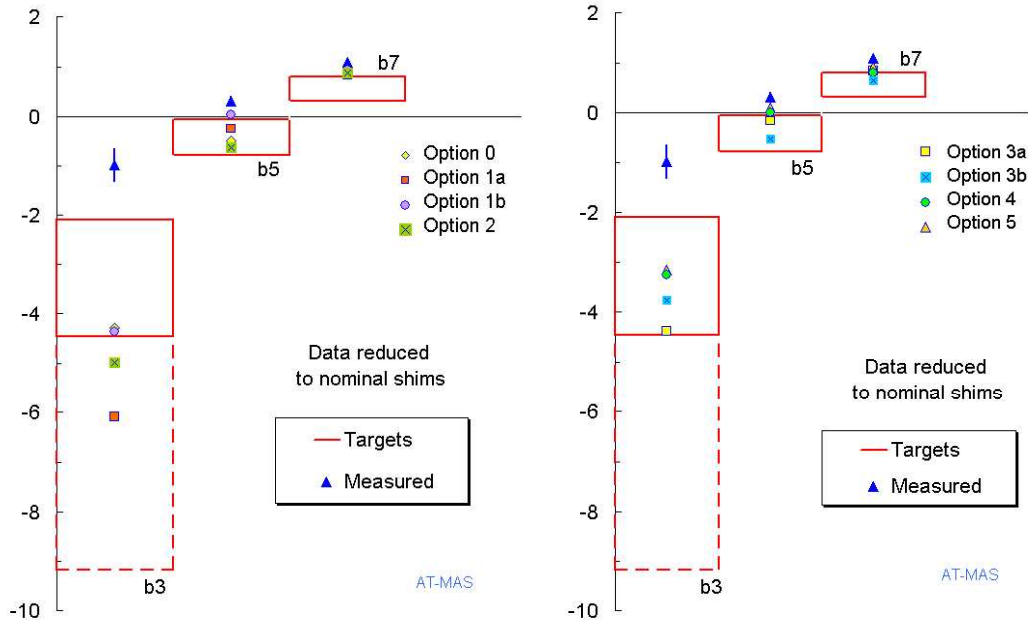 2
0
-2
-4
-6
-8
-10
b7
b5
b3
Option 0
Option 1a
Option 1b
Option 2
Data reduced
to nominal shims
Targets
Measured
AT-MAS
2
0
-2
-4
-6
-8
-10
b7
b5
b3
Option 3a
Option 3b
Option 4
Option 5
Data reduced
to nominal shims
Targets
Measured
AT-MAS